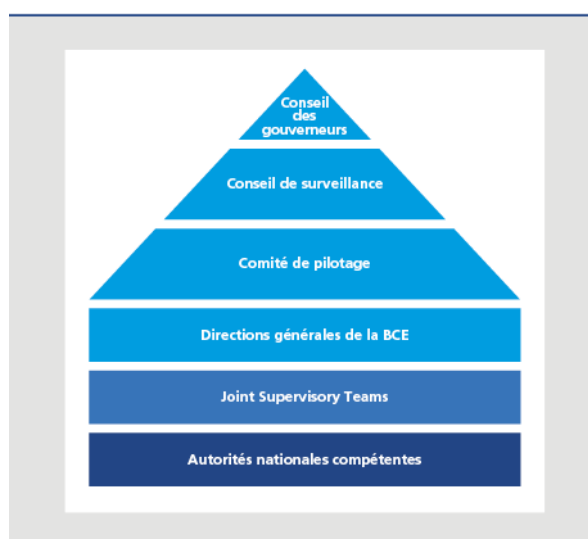 Conseil
des
gouverneurs
Conseil de surveillance
Comité de pilotage
Directions générales de la BCE
Joint Supervisory Teams
Autorités nationales compétentes